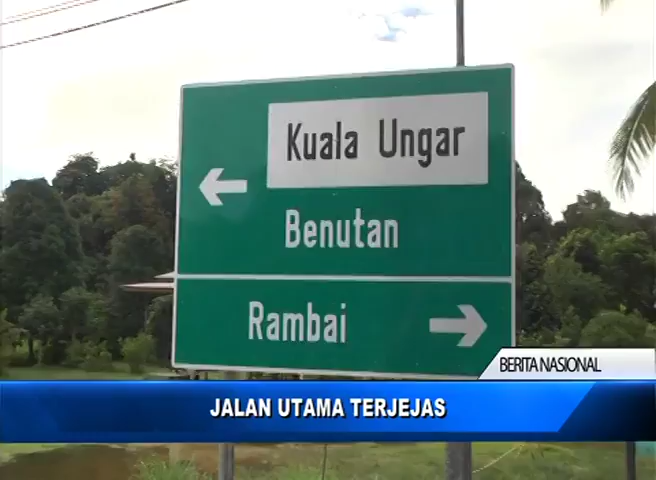 Kuala Ungar
Benutan
Rambai
BERITA NASIONAL
JALAN UTAMA TERJEJAS